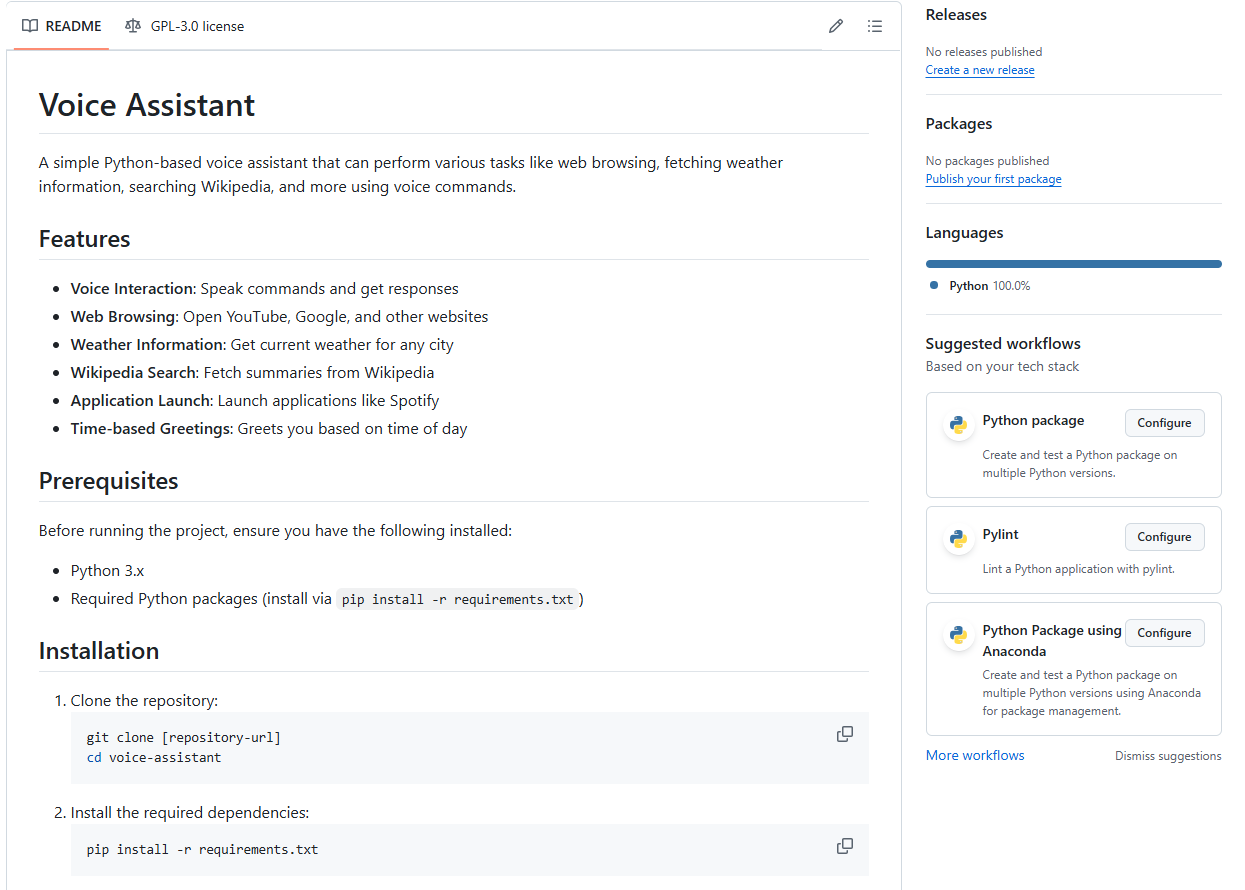 README
GPL-3.0 license
Voice Assistant
A simple Python-based voice assistant that can perform various tasks like web browsing, fetching weather
information, searching Wikipedia, and more using voice commands.
Features
Voice Interaction: Speak commands and get responses
Web Browsing: Open YouTube, Google, and other websites
Weather Information: Get current weather for any city
Wikipedia Search: Fetch summaries from Wikipedia
Application Launch: Launch applications like Spotify
Time-based Greetings: Greets you based on time of day
Prerequisites
Before running the project, ensure you have the following installed:
Python 3.x
Required Python packages (install via pip install -r requirements.txt )
Installation
1. Clone the repository:
git clone [repository-url]
cd voice-assistant
2. Install the required dependencies:
pip install -r requirements.txt
Releases
No releases published
Create a new release
Packages
No packages published
Publish your first package
Languages
Python 100.0%
Suggested workflows
Based on your tech stack
Python package
Configure
Create and test a Python package on
multiple Python versions.
Pylint
Configure
Lint a Python application with pylint.
Python Package using
Anaconda
Configure
Create and test a Python package on
multiple Python versions using Anaconda
for package management.
More workflows
Dismiss suggestions